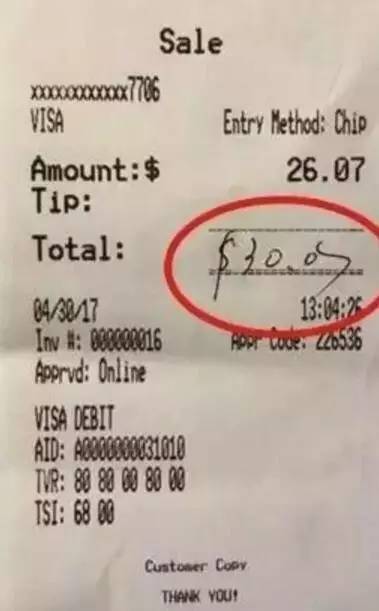 Sale
xxxxxxxxxxxx7706
VISA Entry Method: Chip
Amount:$ 26.07
Tip:
Total: $30.07
04/30/17 13:04:26
Inv #: 000000016 Appr Code: 226536
Apprvd: Online
VISA DEBIT
AID: A0000000031010
TVR: 80 80 00 80 00
TSI: 68 00
Customer Copy
THANK YOU!